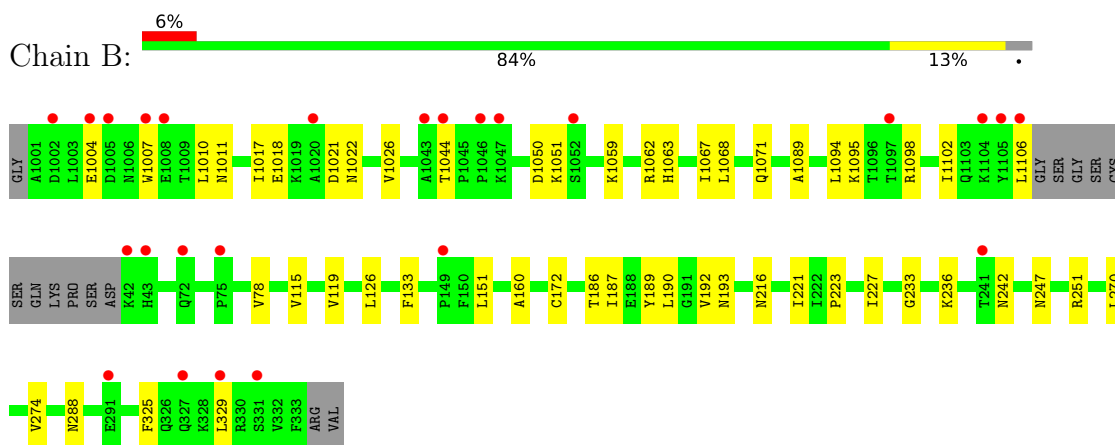 6%
Chain B:
84% 13% •
GLY A1001 D1002 L1003 E1004 D1005 N1006 W1007 E1008 T1009 L1010 N1011 I1017 E1018 K1019 A1020 D1021 N1022 V1026 A1043 T1044 P1045 P1046 K1047 D1050 K1051 S1052 K1059 R1062 H1063 I1067 L1068 Q1071 A1089 L1094 K1095 T1096 T1097 R1098 I1102 Q1103 K1104 Y1105 L1106 GLY SER GLY SER CYS
SER GLN LYS PRO SER ASP K42 H43 Q72 P75 V78 V115 V119 L126 F133 P149 F150 L151 A160 C172 T186 I187 E188 Y189 L190 G191 V192 N193 N216 I221 I222 P223 I227 G233 K236 T241 N242 N247 R251 L270
V274 N288 E291 F325 Q326 Q327 K328 L329 R330 S331 V332 F333 ARG VAL